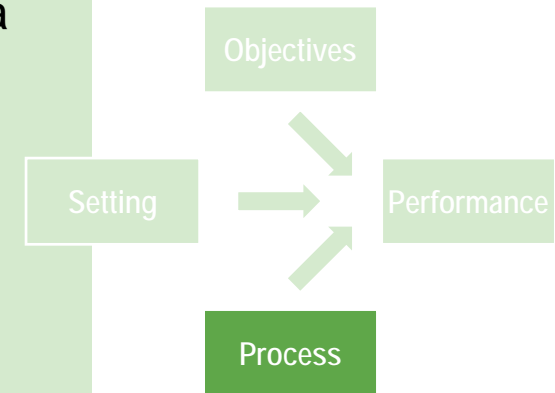 a
Objectives
Setting
Performance
Process